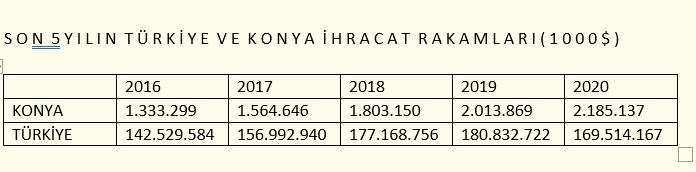 SON 5 YILIN TÜRKİYE VE KONYA İHRACAT RAKAMLARI(1000$)
2016 2017 2018 2019 2020
KONYA 1.333.299 1.564.646 1.803.150 2.013.869 2.185.137
TÜRKİYE 142.529.584 156.992.940 177.168.756 180.832.722 169.514.167